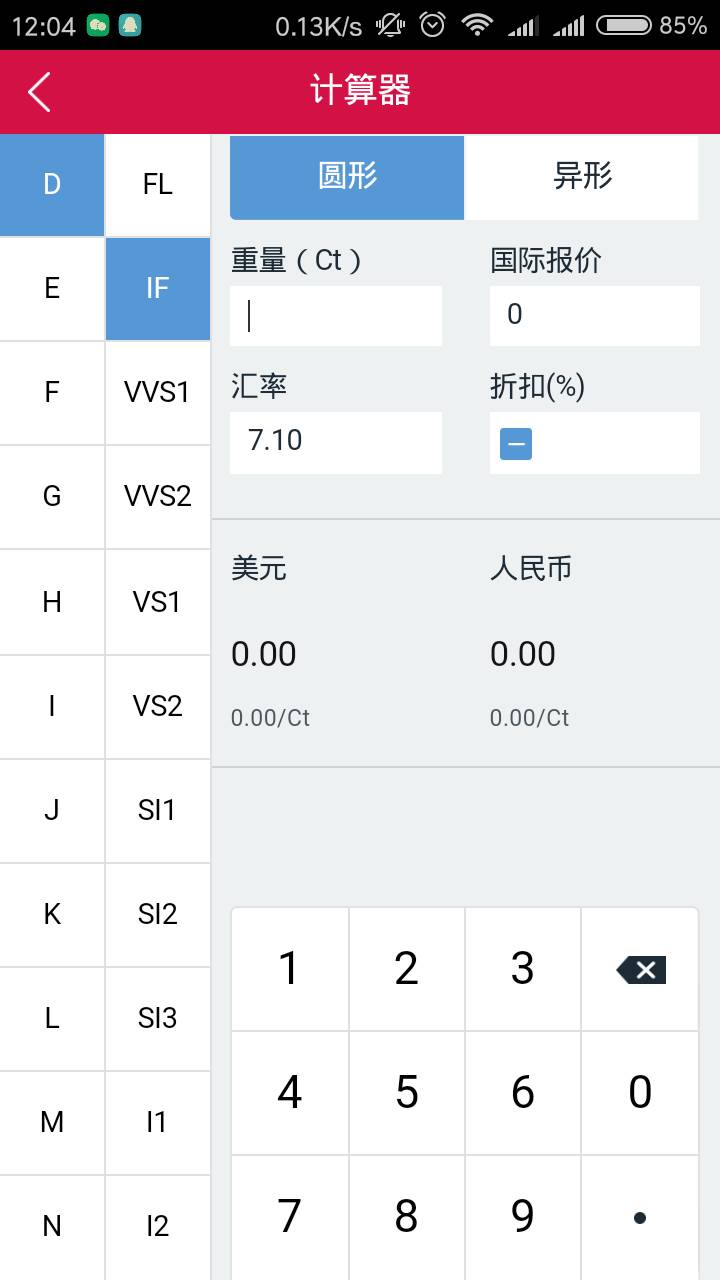 12:04 0.13K/s 85%
计算器
D FL 圆形 异形
重量（Ct） 国际报价
E IF 0
汇率 折扣(%)
F VVS1 7.10
G VVS2
美元 人民币
H VS1
0.00 0.00
I VS2 0.00/Ct 0.00/Ct
J SI1
K SI2
1 2 3
L SI3
4 5 6 0
M I1
7 8 9 .
N I2